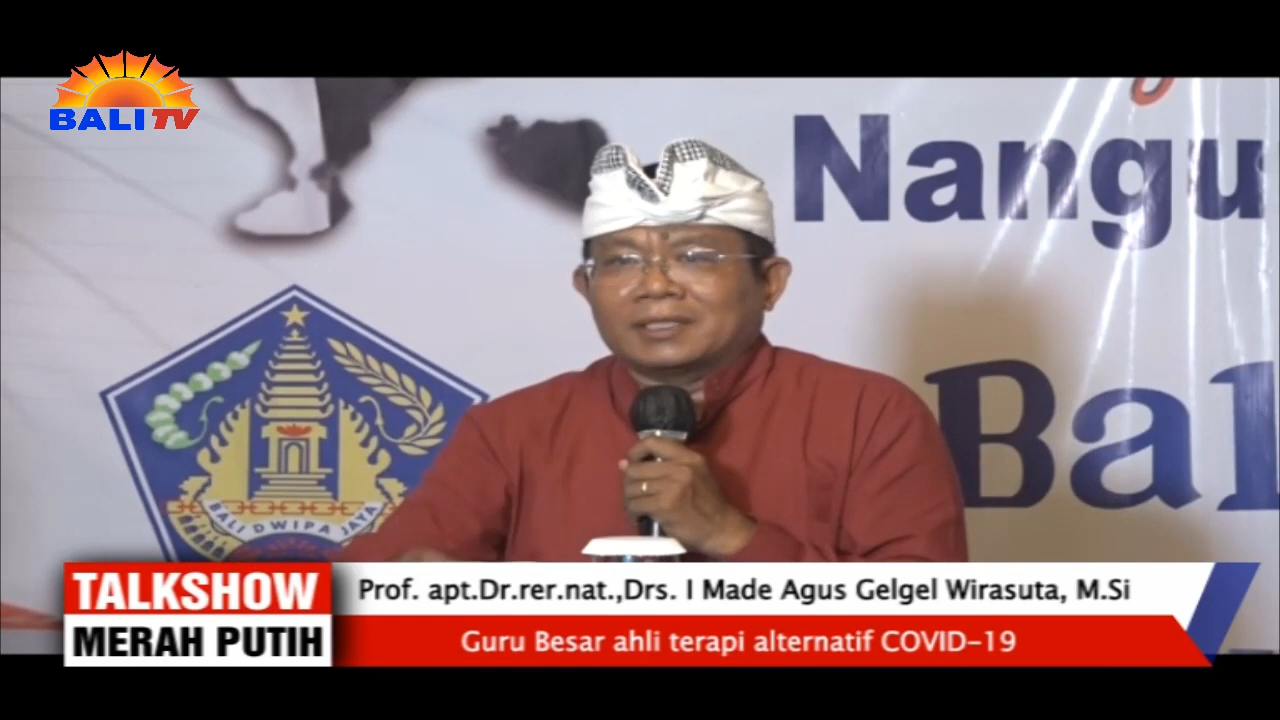 BALI TV
Nangu
Bal
BALI DWIPA JAYA
TALKSHOW
MERAH PUTIH
Prof. apt.Dr.rer.nat.,Drs. I Made Agus Gelgel Wirasuta, M.Si
Guru Besar ahli terapi alternatif COVID-19